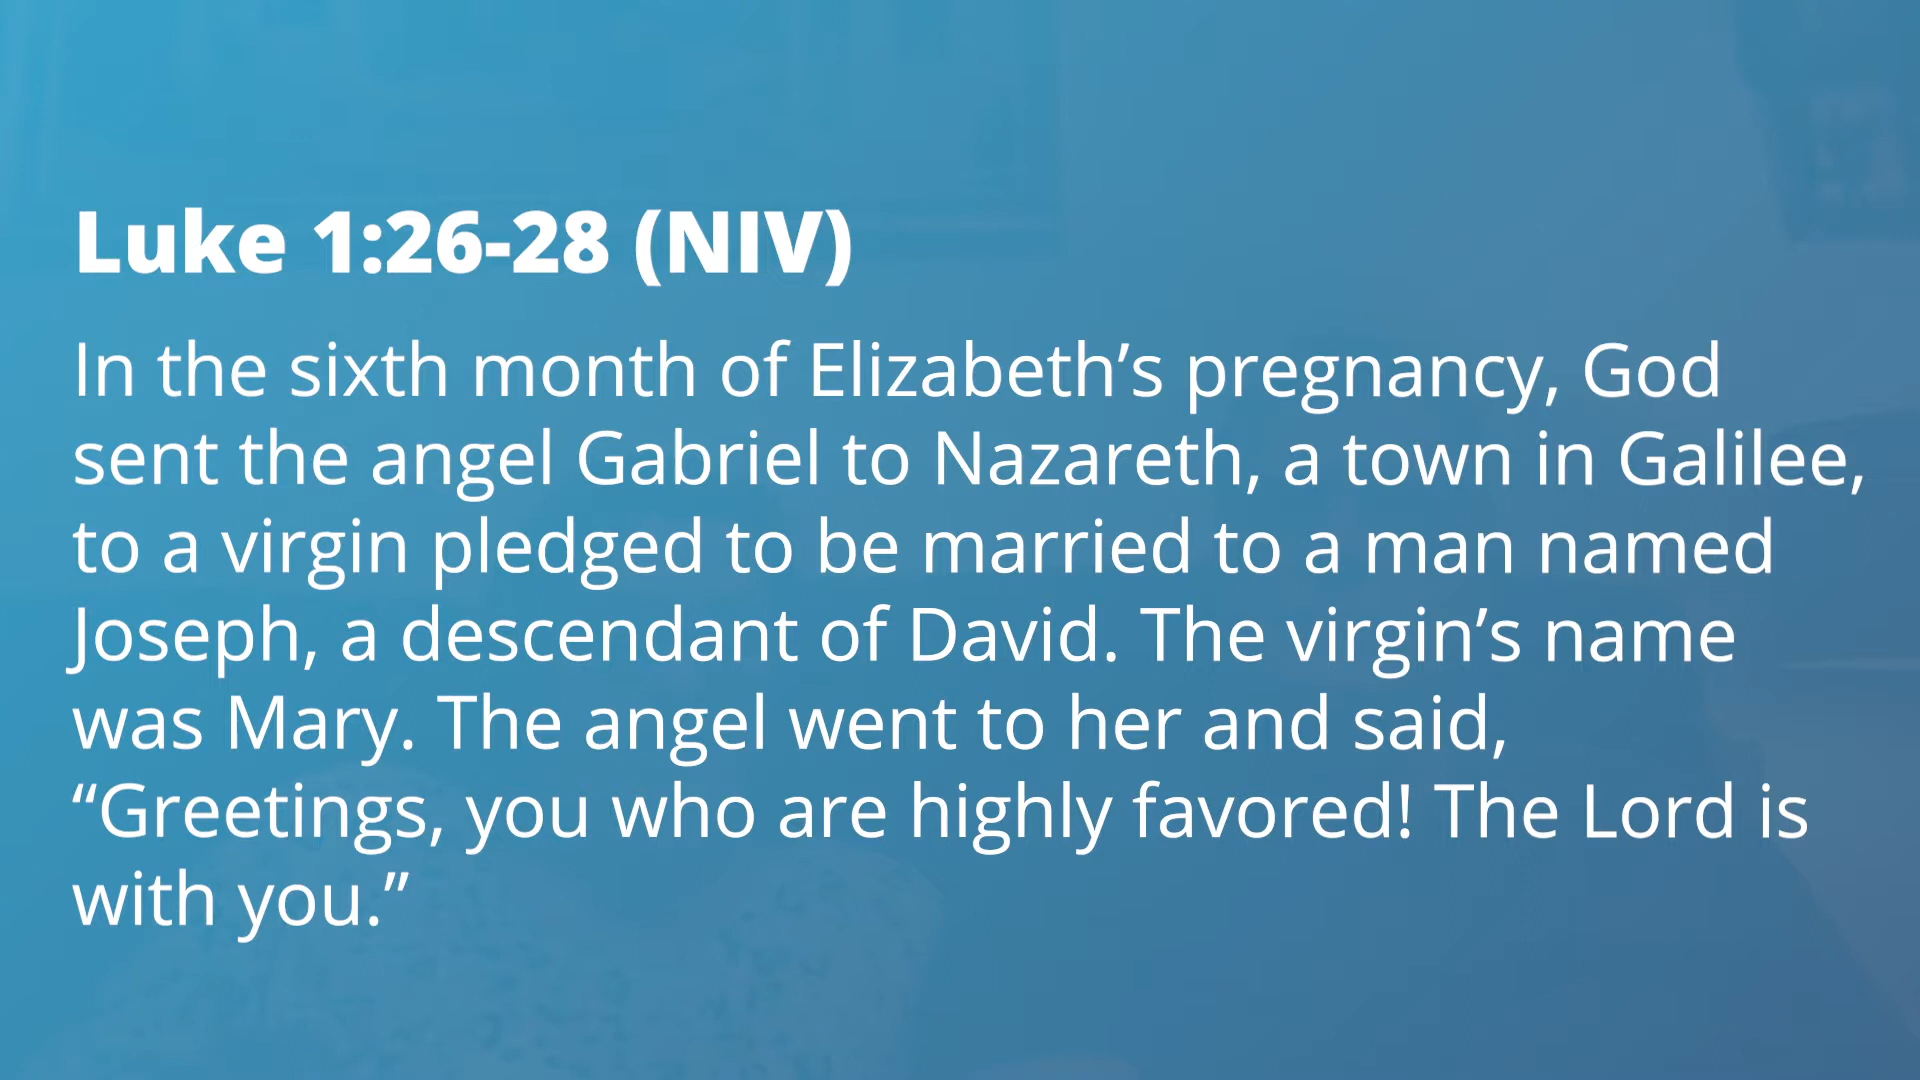 Luke 1:26-28 (NIV)
In the sixth month of Elizabeth’s pregnancy, God
sent the angel Gabriel to Nazareth, a town in Galilee,
to a virgin pledged to be married to a man named
Joseph, a descendant of David. The virgin’s name
was Mary. The angel went to her and said,
“Greetings, you who are highly favored! The Lord is
with you.”